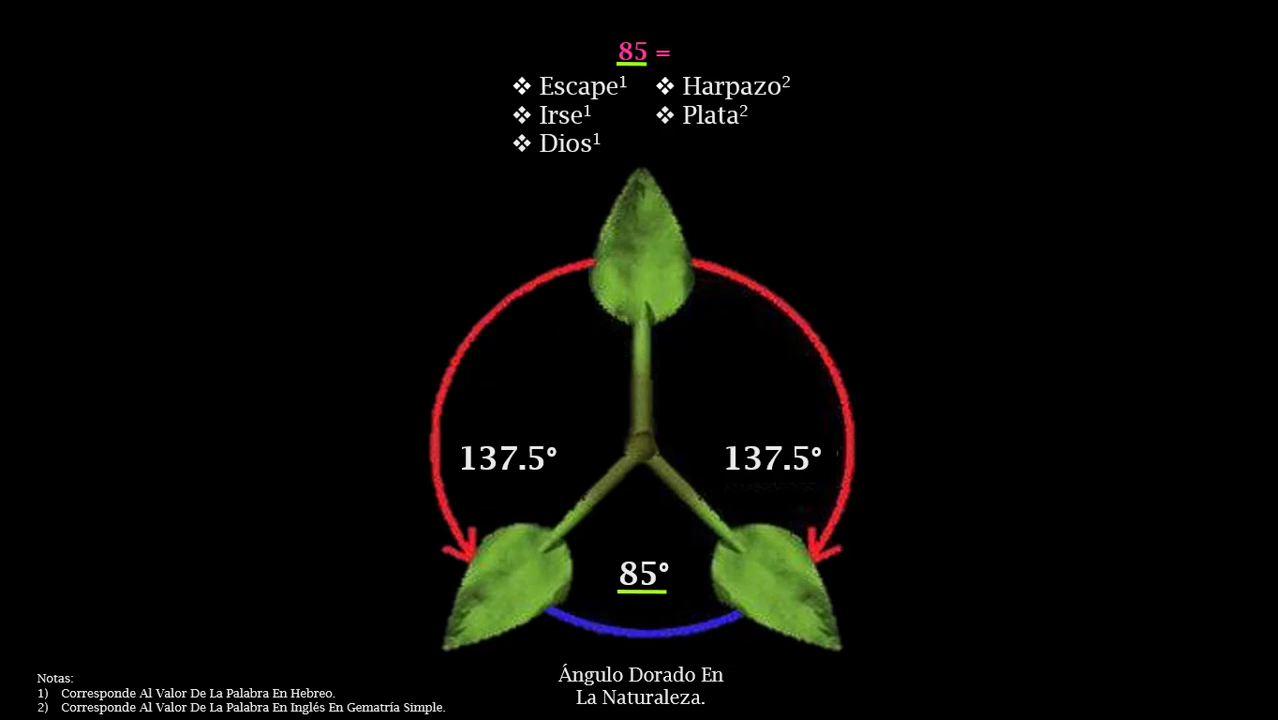 85 =
❖ Escape¹ ❖ Harpazo²
❖ Irse¹ ❖ Plata²
❖ Dios¹
137.5° 137.5°
85°
Ángulo Dorado En
La Naturaleza.
Notas:
1) Corresponde Al Valor De La Palabra En Hebreo.
2) Corresponde Al Valor De La Palabra En Inglés En Gematría Simple.